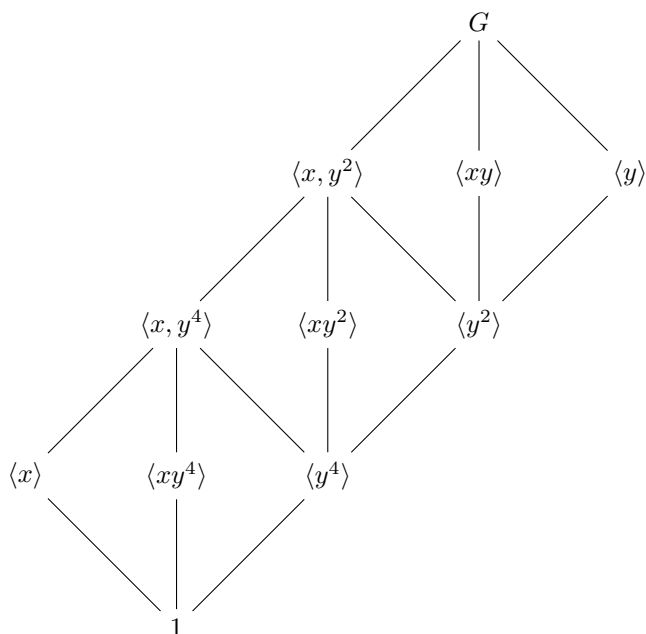 G
⟨x, y²⟩ ⟨xy⟩ ⟨y⟩
⟨x, y⁴⟩ ⟨xy²⟩ ⟨y²⟩
⟨x⟩ ⟨xy⁴⟩ ⟨y⁴⟩
1